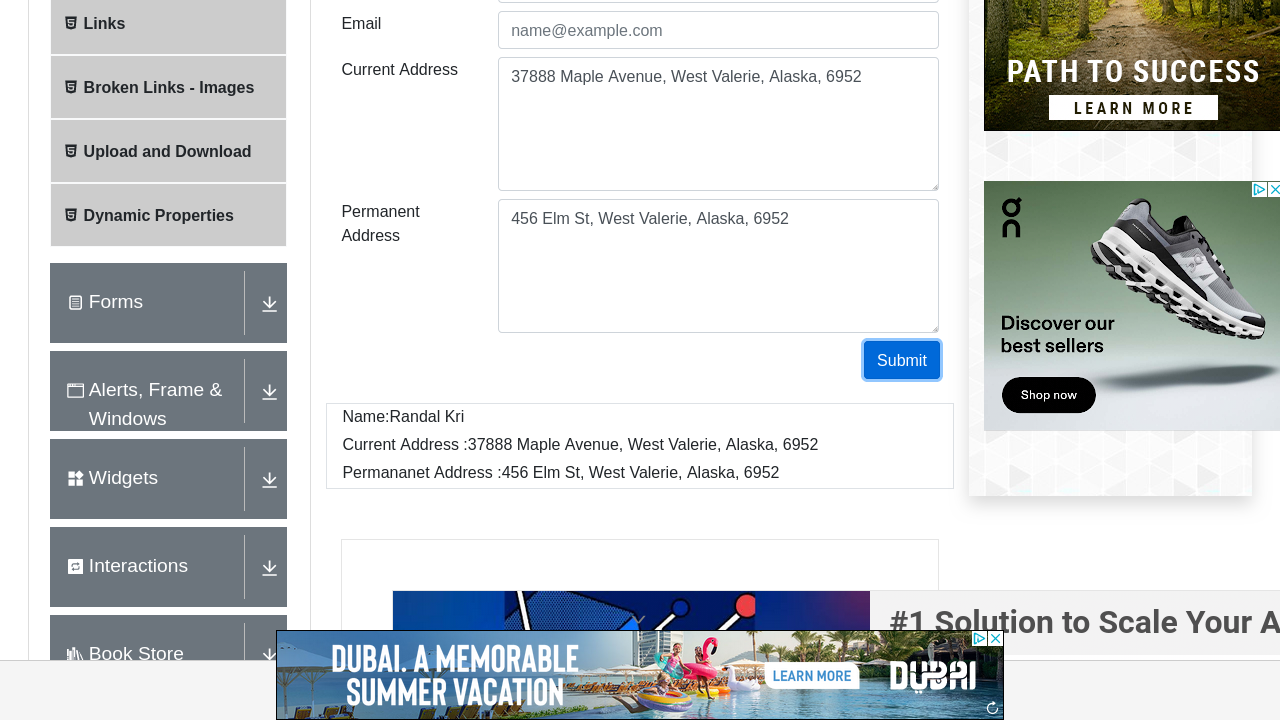 Links
Broken Links - Images
Upload and Download
Dynamic Properties
Forms
Alerts, Frame &
Windows
Widgets
Interactions
Book Store
Email
name@example.com
Current Address
37888 Maple Avenue, West Valerie, Alaska, 6952
Permanent
Address
456 Elm St, West Valerie, Alaska, 6952
Submit
Name:Randal Kri
Current Address :37888 Maple Avenue, West Valerie, Alaska, 6952
Permananet Address :456 Elm St, West Valerie, Alaska, 6952
PATH TO SUCCESS
LEARN MORE
on
Discover our
best sellers
Shop now
#1 Solution to Scale Your A
DUBAI. A MEMORABLE
SUMMER VACATION
LEARN MORE
DUBAI